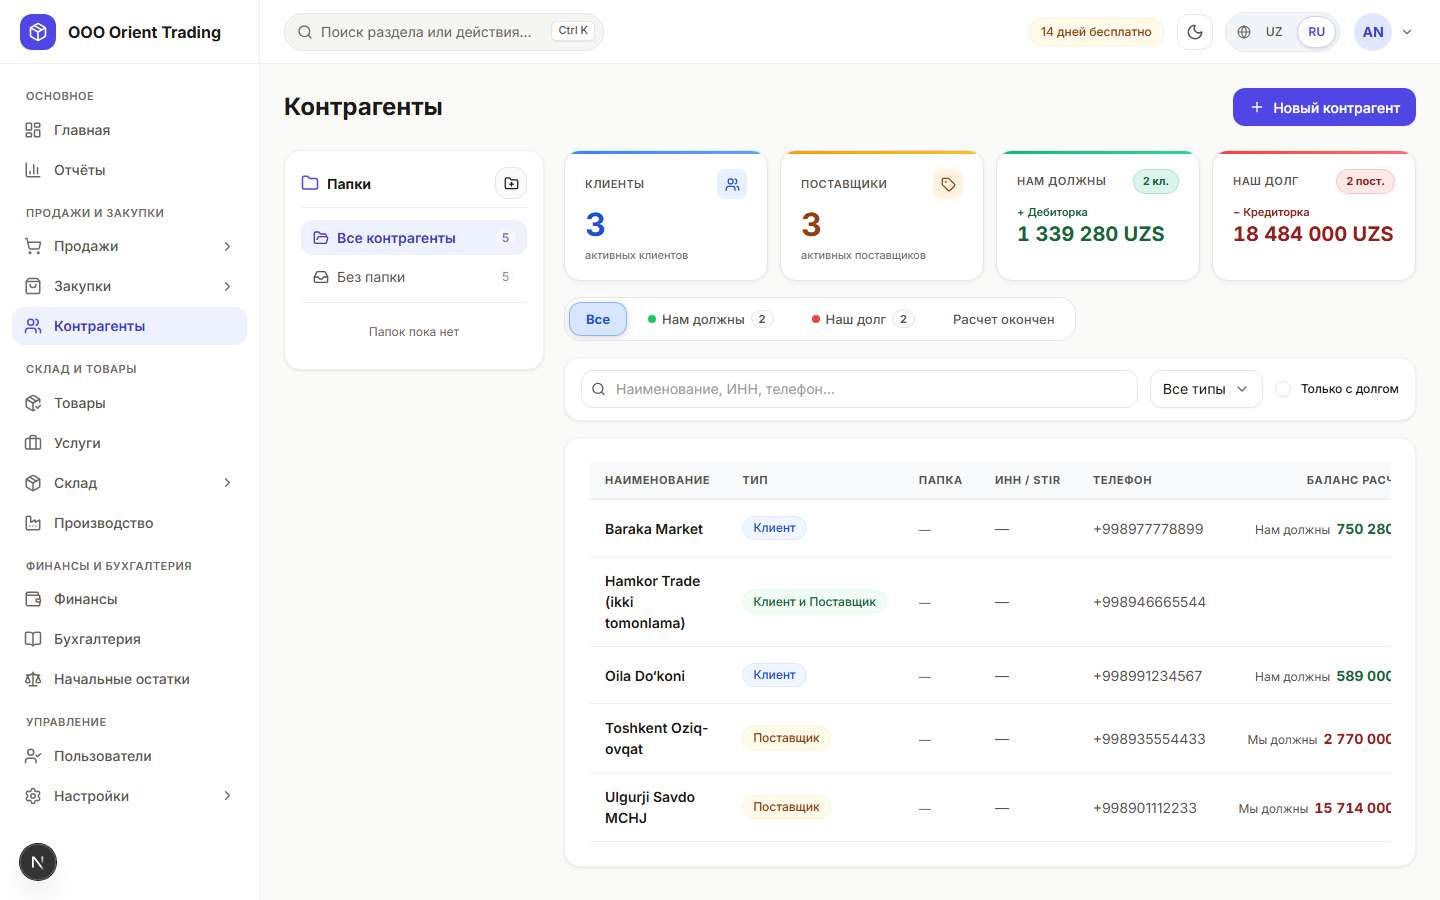 ООО Orient Trading
Поиск раздела или действия...
Ctrl K
14 дней бесплатно
UZ
RU
AN
ОСНОВНОЕ
Главная
Отчёты
ПРОДАЖИ И ЗАКУПКИ
Продажи
Закупки
Контрагенты
СКЛАД И ТОВАРЫ
Товары
Услуги
Склад
Производство
ФИНАНСЫ И БУХГАЛТЕРИЯ
Финансы
Бухгалтерия
Начальные остатки
УПРАВЛЕНИЕ
Пользователи
Настройки
N
Контрагенты
Новый контрагент
Папки
Все контрагенты 5
Без папки 5
Папок пока нет
КЛИЕНТЫ
3
активных клиентов
ПОСТАВЩИКИ
3
активных поставщиков
НАМ ДОЛЖНЫ 2 кл.
+ Дебиторка
1 339 280 UZS
НАШ ДОЛГ 2 пост.
− Кредиторка
18 484 000 UZS
Все Нам должны 2 Наш долг 2 Расчет окончен
Наименование, ИНН, телефон...
Все типы
Только с долгом
НАИМЕНОВАНИЕ ТИП ПАПКА ИНН / STIR ТЕЛЕФОН БАЛАНС РАСЧ
Baraka Market Клиент — — +998977778899 Нам должны 750 280
Hamkor Trade
(ikki
tomonlama)
Клиент и Поставщик — — +998946665544
Oila Do‘koni Клиент — — +998991234567 Нам должны 589 000
Toshkent Oziq-
ovqat
Поставщик — — +998935554433 Мы должны 2 770 000
Ulgurji Savdo
MCHJ
Поставщик — — +998901112233 Мы должны 15 714 000